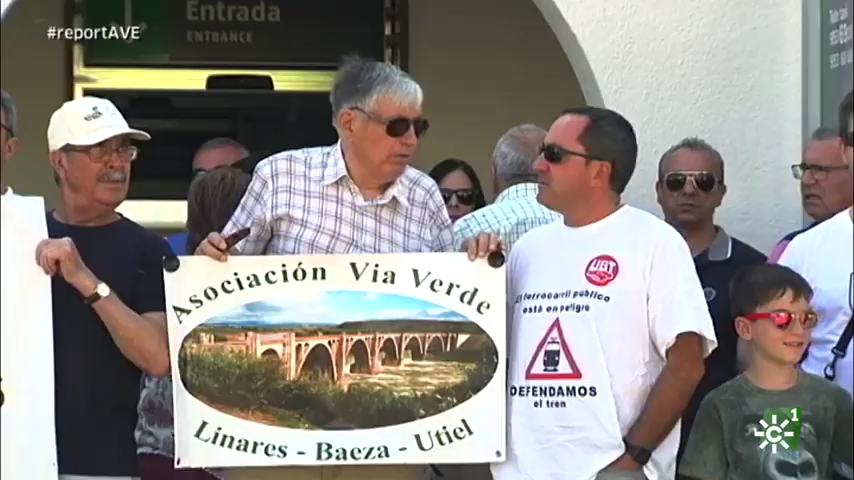 #reportAVE
Entrada
ENTRANCE
Asociación Via Verde
Linares - Baeza - Utiel
UGT
El ferrocarril público
está en peligro
DEFENDAMOS
el tren
1